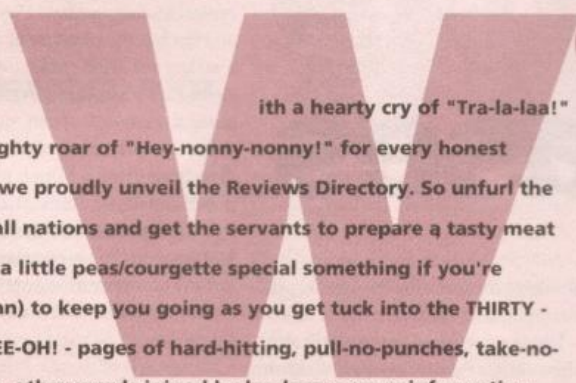 W
ith a hearty cry of "Tra-la-laa!"
ghty roar of "Hey-nonny-nonny!" for every honest
we proudly unveil the Reviews Directory. So unfurl the
all nations and get the servants to prepare a tasty meat
a little peas/courgette special something if you're
an) to keep you going as you get tuck into the THIRTY -
EE-OH! - pages of hard-hitting, pull-no-punches, take-no-